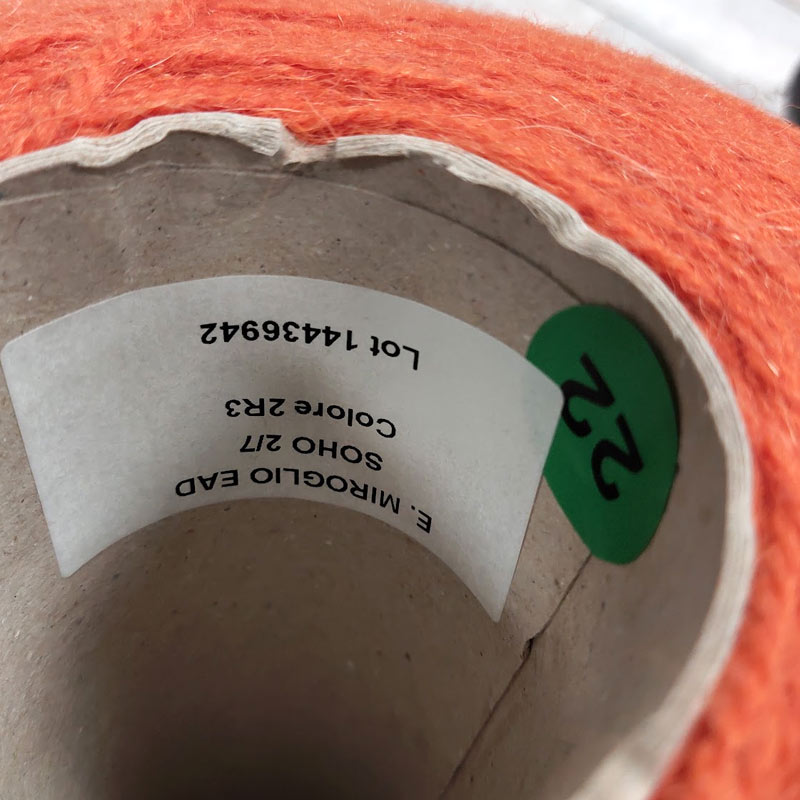 E. MIROGLIO EAD
SOHO 2/7
Colore 2R3
Lot 14436942
22